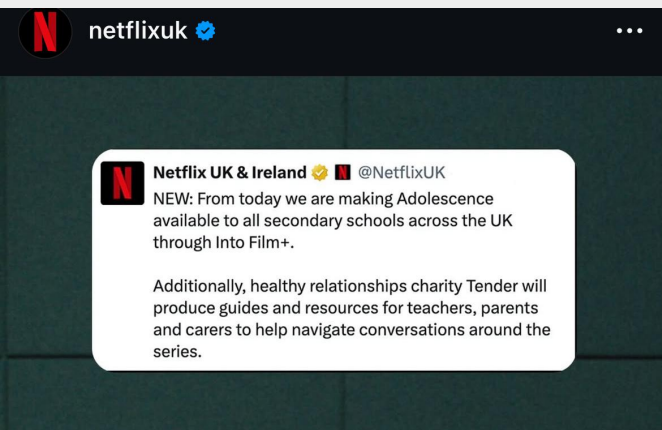 netflixuk
Netflix UK & Ireland @NetflixUK
NEW: From today we are making Adolescence
available to all secondary schools across the UK
through Into Film+.
Additionally, healthy relationships charity Tender will
produce guides and resources for teachers, parents
and carers to help navigate conversations around the
series.